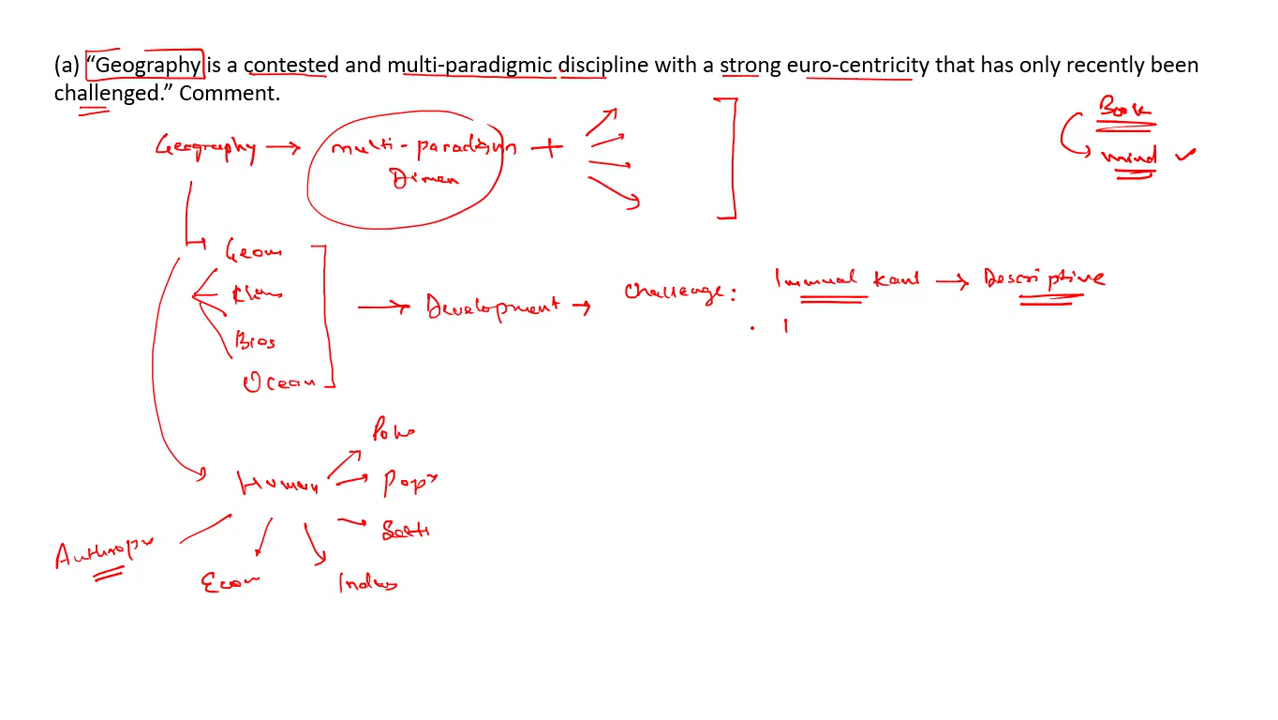 (a) “Geography is a contested and multi-paradigmic discipline with a strong euro-centricity that has only recently been
challenged.” Comment.
Book
mind
Geography → multi-paradigm +
Dimen
Geom
Clim
Bios
Ocean
Development →
Challenge:
Immual Kant → Descriptive
Human
Popn
Settl
Indus
Econ
Anthropo